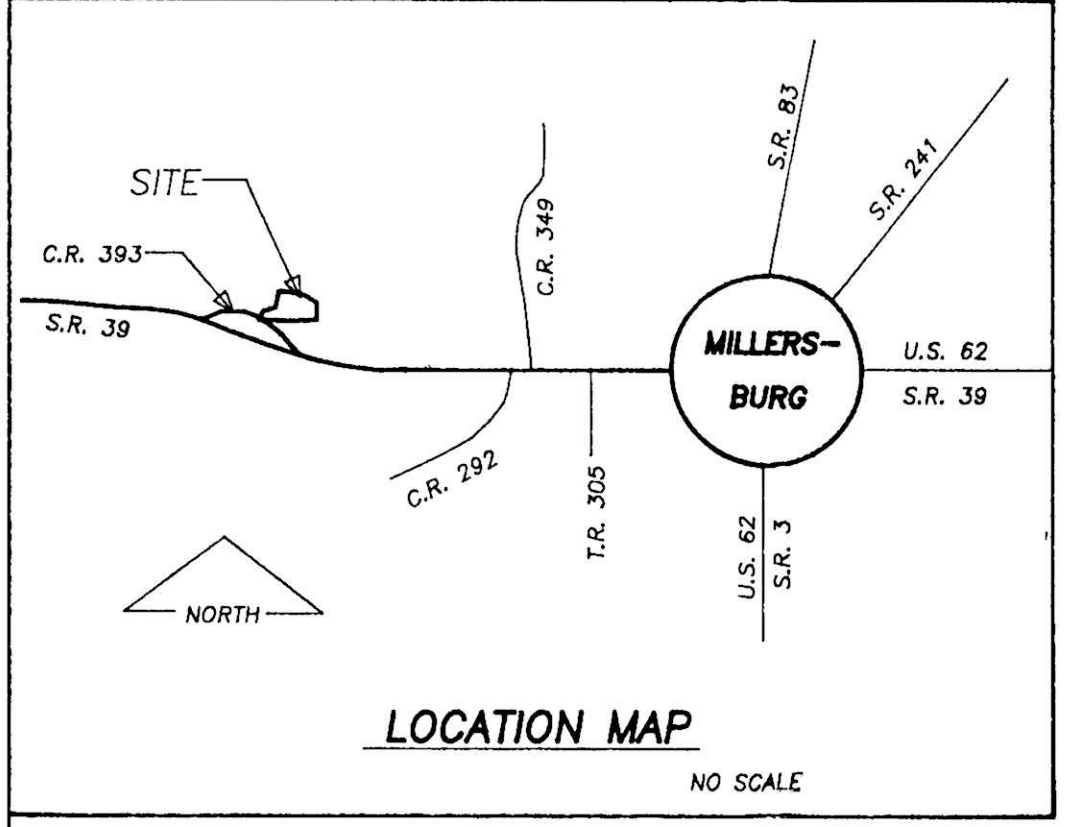 S.R. 83
S.R. 241
SITE
C.R. 349
C.R. 393
S.R. 39
MILLERS-
BURG
U.S. 62
S.R. 39
C.R. 292
T.R. 305
U.S. 62
S.R. 3
NORTH
LOCATION MAP
NO SCALE